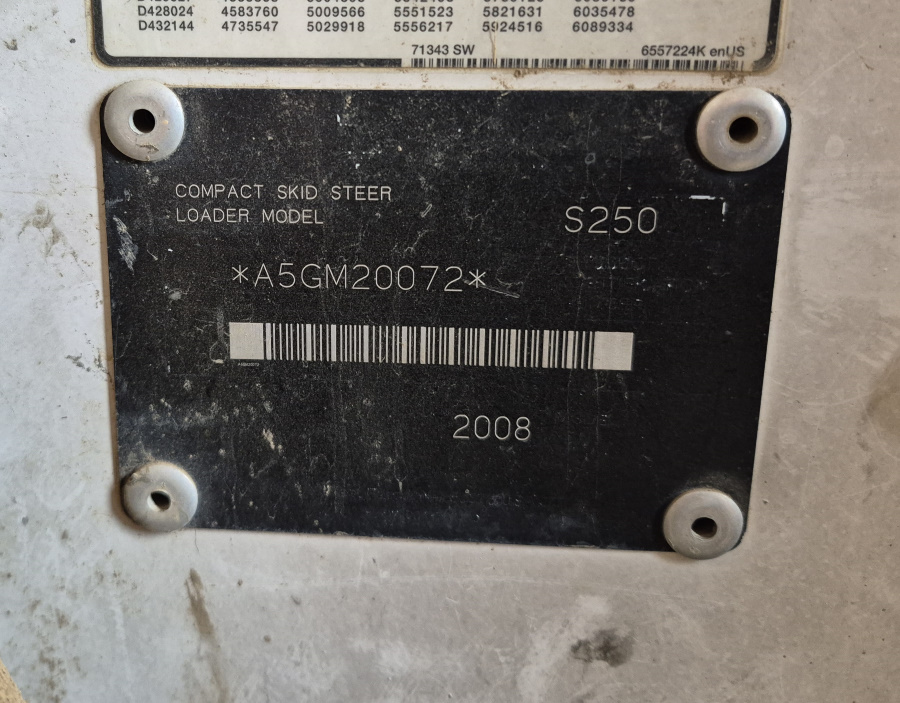 D428024 4583760 5009566 5551523 5821631 6035478
D432144 4735547 5029918 5556217 5924516 6089334
71343 SW 6557224K enUS
COMPACT SKID STEER
LOADER MODEL
S250
*A5GM20072*
2008